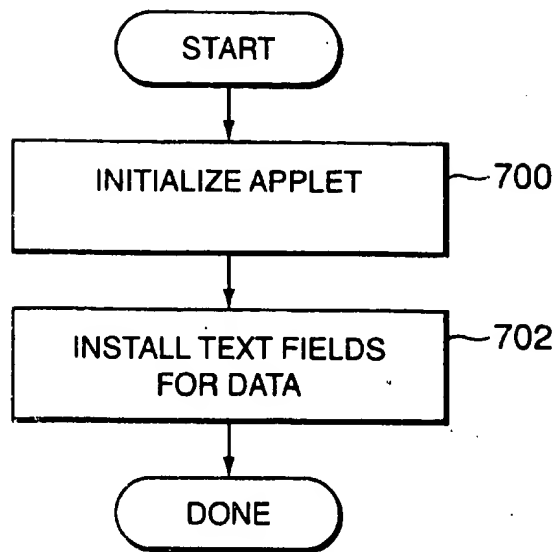 START
INITIALIZE APPLET
700
INSTALL TEXT FIELDS
FOR DATA
702
DONE